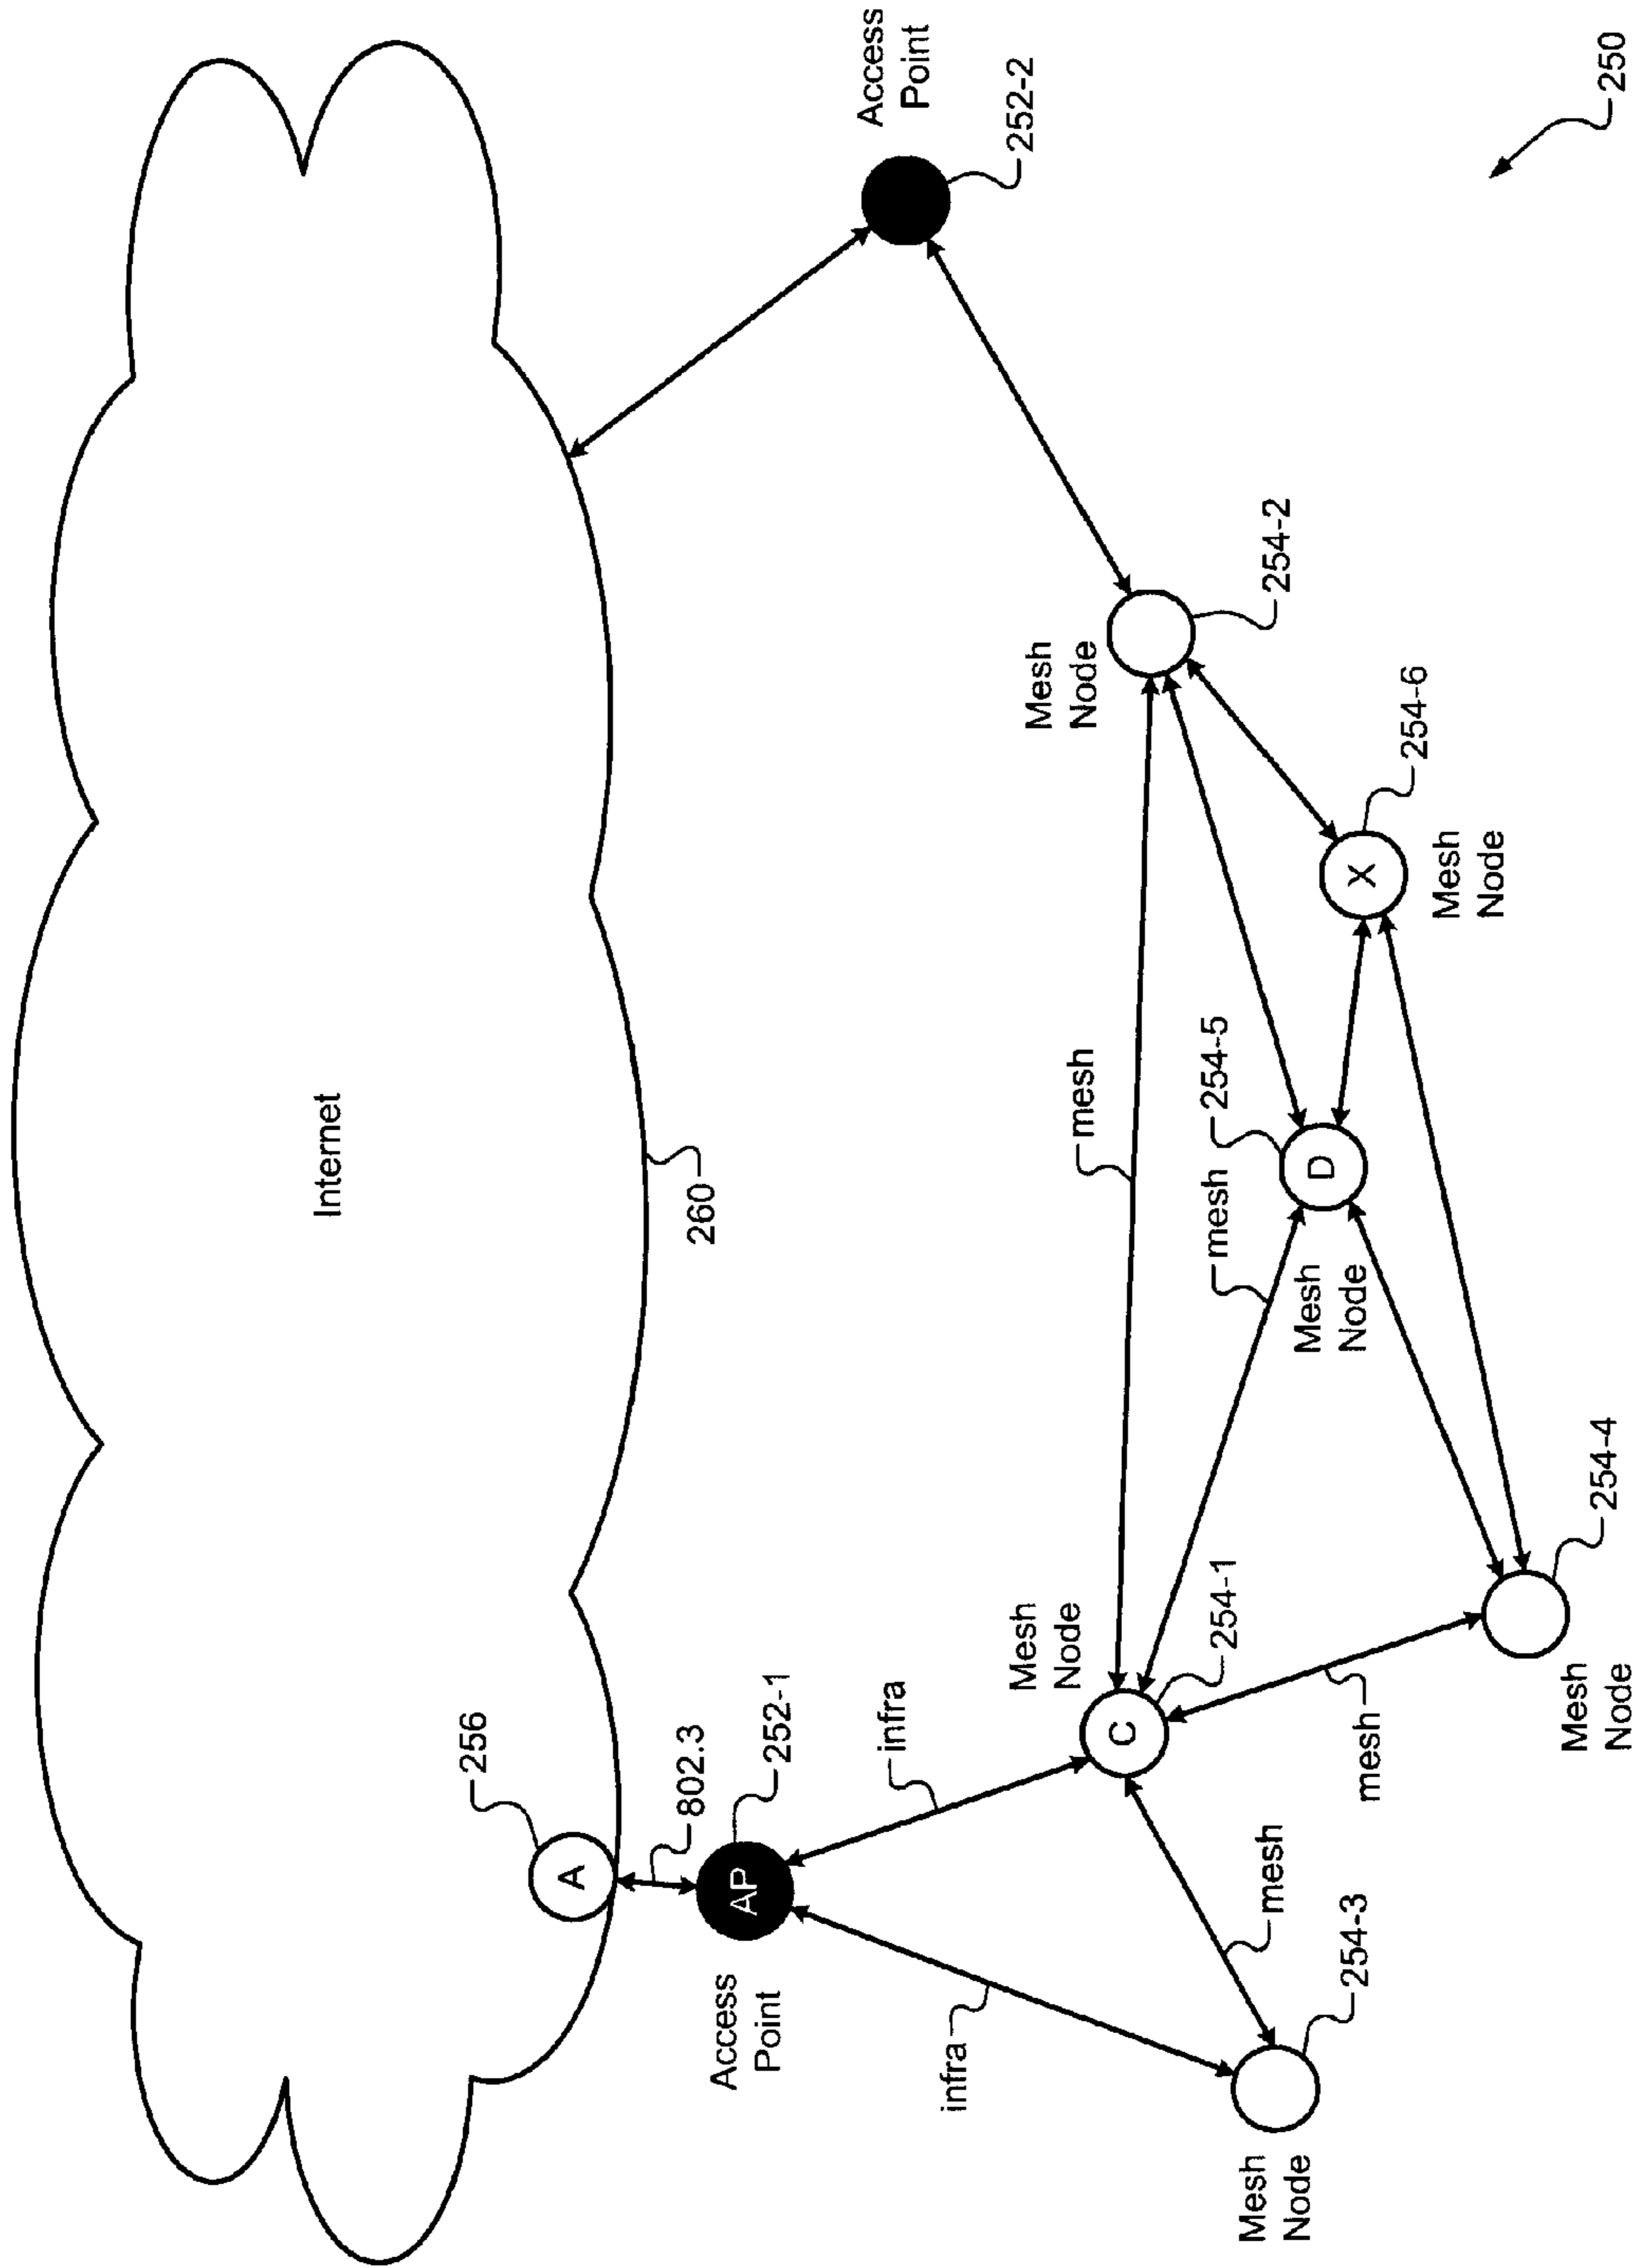 Internet
260
256
A
802.3
AP
252-1
Access
Point
Access
Point
252-2
infra
infra
Mesh
Node
C
254-1
mesh
Mesh
Node
254-2
mesh
254-5
D
Mesh
Node
X
254-6
Mesh
Node
mesh
254-3
Mesh
Node
mesh
254-4
Mesh
Node
250